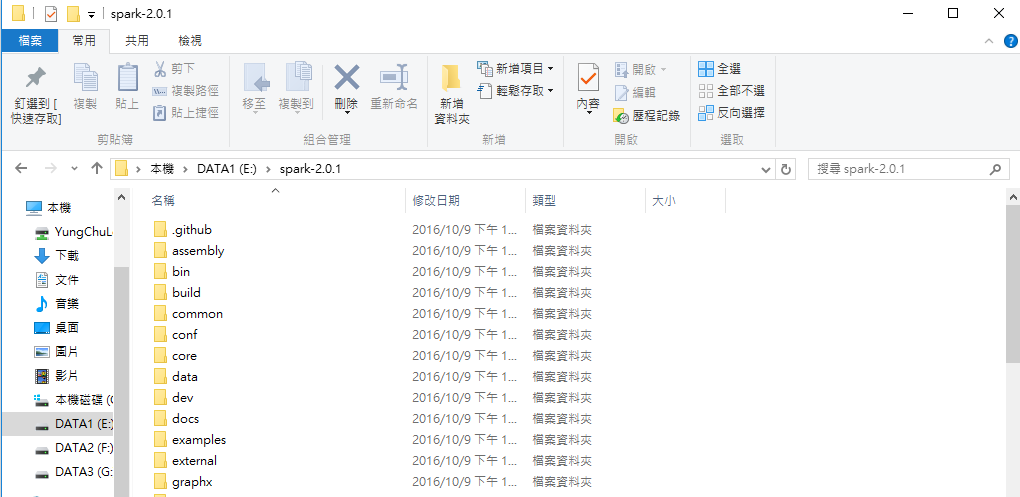 spark-2.0.1
檔案 常用 共用 檢視
釘選到 [快速存取]
複製
貼上
剪下
複製路徑
貼上捷徑
剪貼簿
移至
複製到
刪除
重新命名
組合管理
新增資料夾
新增項目
輕鬆存取
新增
內容
開啟
編輯
歷程記錄
開啟
全選
全部不選
反向選擇
選取
本機 DATA1 (E:) spark-2.0.1
搜尋 spark-2.0.1
本機
YungChuL
下載
文件
音樂
桌面
圖片
影片
本機磁碟 (C
DATA1 (E:)
DATA2 (F:)
DATA3 (G:
名稱 修改日期 類型 大小
.github 2016/10/9 下午 1... 檔案資料夾
assembly 2016/10/9 下午 1... 檔案資料夾
bin 2016/10/9 下午 1... 檔案資料夾
build 2016/10/9 下午 1... 檔案資料夾
common 2016/10/9 下午 1... 檔案資料夾
conf 2016/10/9 下午 1... 檔案資料夾
core 2016/10/9 下午 1... 檔案資料夾
data 2016/10/9 下午 1... 檔案資料夾
dev 2016/10/9 下午 1... 檔案資料夾
docs 2016/10/9 下午 1... 檔案資料夾
examples 2016/10/9 下午 1... 檔案資料夾
external 2016/10/9 下午 1... 檔案資料夾
graphx 2016/10/9 下午 1... 檔案資料夾